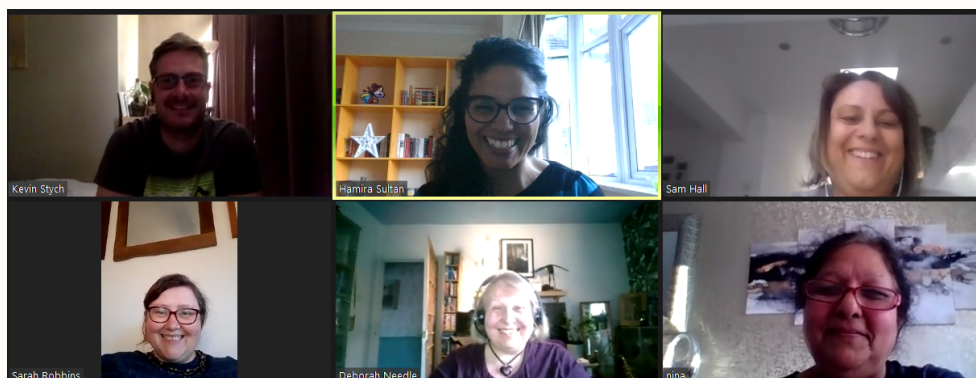 Kevin Stych
Hamira Sultan
Sam Hall
Sarah Robbins
Deborah Needle
nina